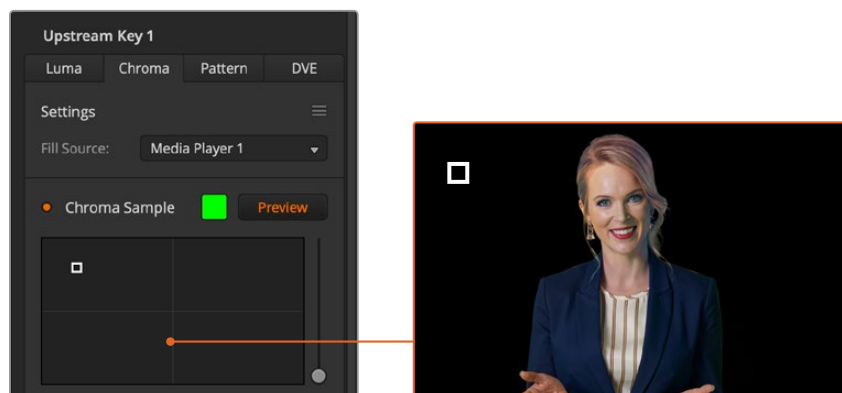 Upstream Key 1
Luma Chroma Pattern DVE
Settings
Fill Source: Media Player 1
Chroma Sample Preview